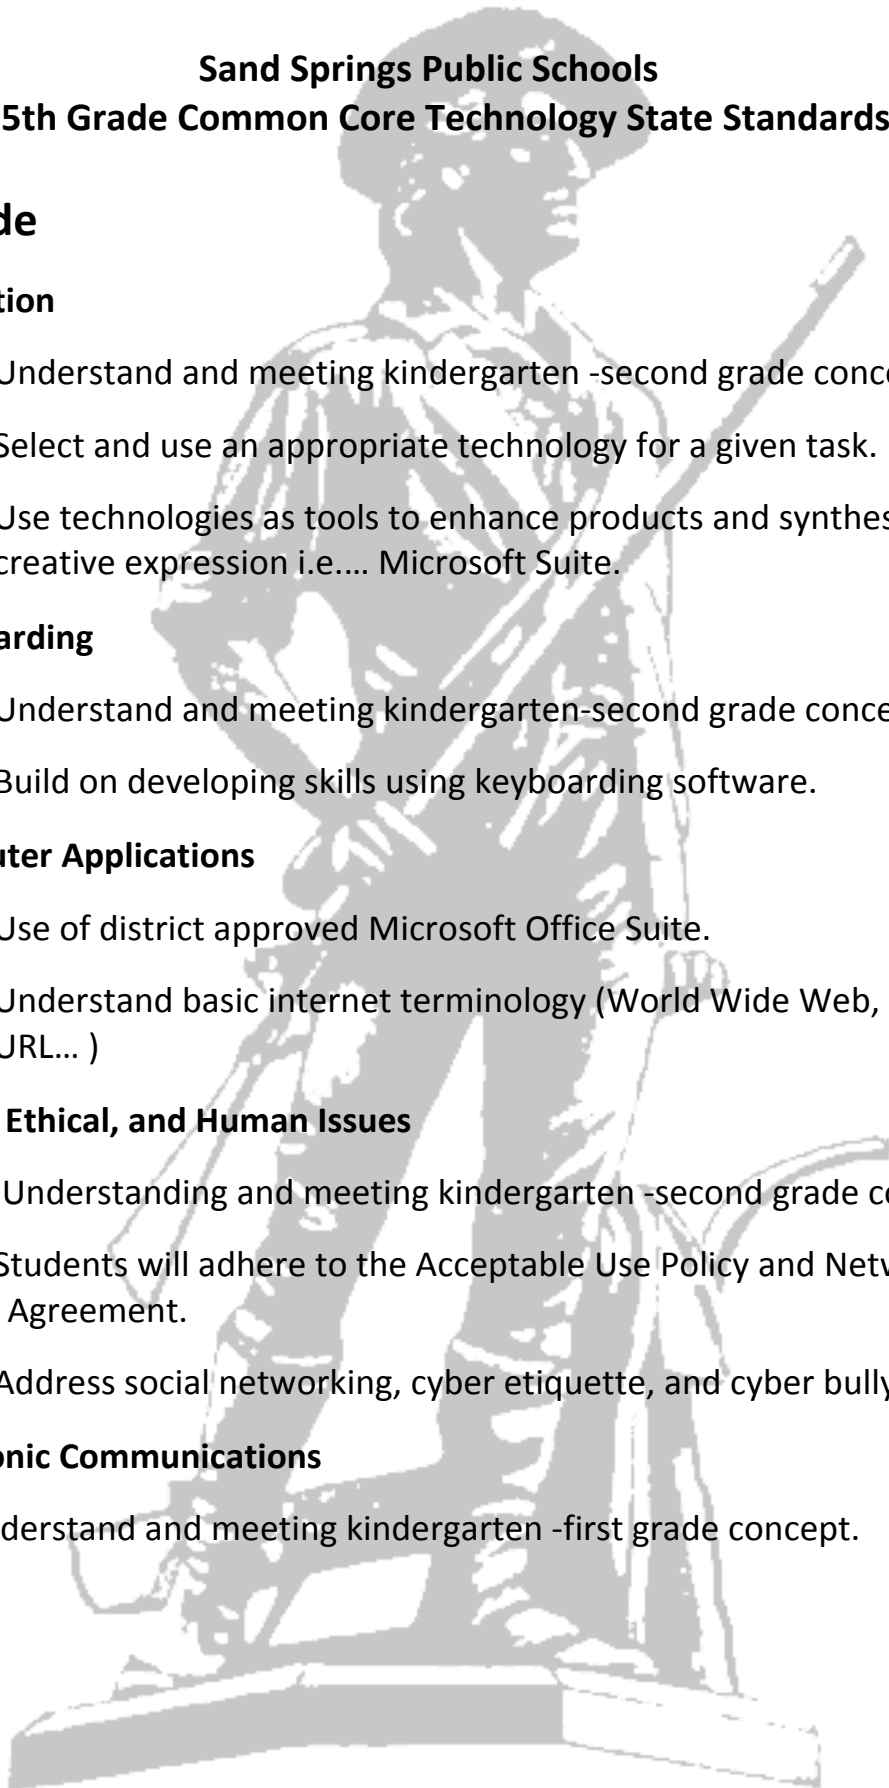 Sand Springs Public Schools
5th Grade Common Core Technology State Standards
de
tion
Understand and meeting kindergarten -second grade conce
Select and use an appropriate technology for a given task.
Use technologies as tools to enhance products and synthes
creative expression i.e.… Microsoft Suite.
arding
Understand and meeting kindergarten-second grade conce
Build on developing skills using keyboarding software.
uter Applications
Use of district approved Microsoft Office Suite.
Understand basic internet terminology (World Wide Web,
URL… )
Ethical, and Human Issues
Understanding and meeting kindergarten -second grade co
Students will adhere to the Acceptable Use Policy and Netw
Agreement.
Address social networking, cyber etiquette, and cyber bully
onic Communications
derstand and meeting kindergarten -first grade concept.